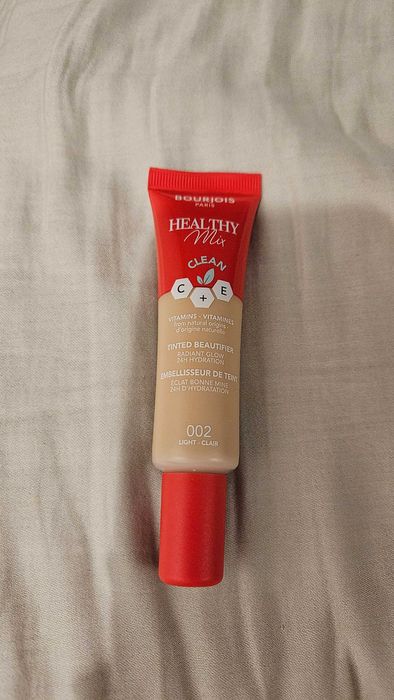 BOURJOIS
PARIS
HEALTHY
Mix
CLEAN
C + E
VITAMINS - VITAMINES
from natural origins
d'origine naturelle
TINTED BEAUTIFIER
RADIANT GLOW
24H HYDRATION
EMBELLISSEUR DE TEINT
ÉCLAT BONNE MINE
24H D'HYDRATATION
002
LIGHT - CLAIR